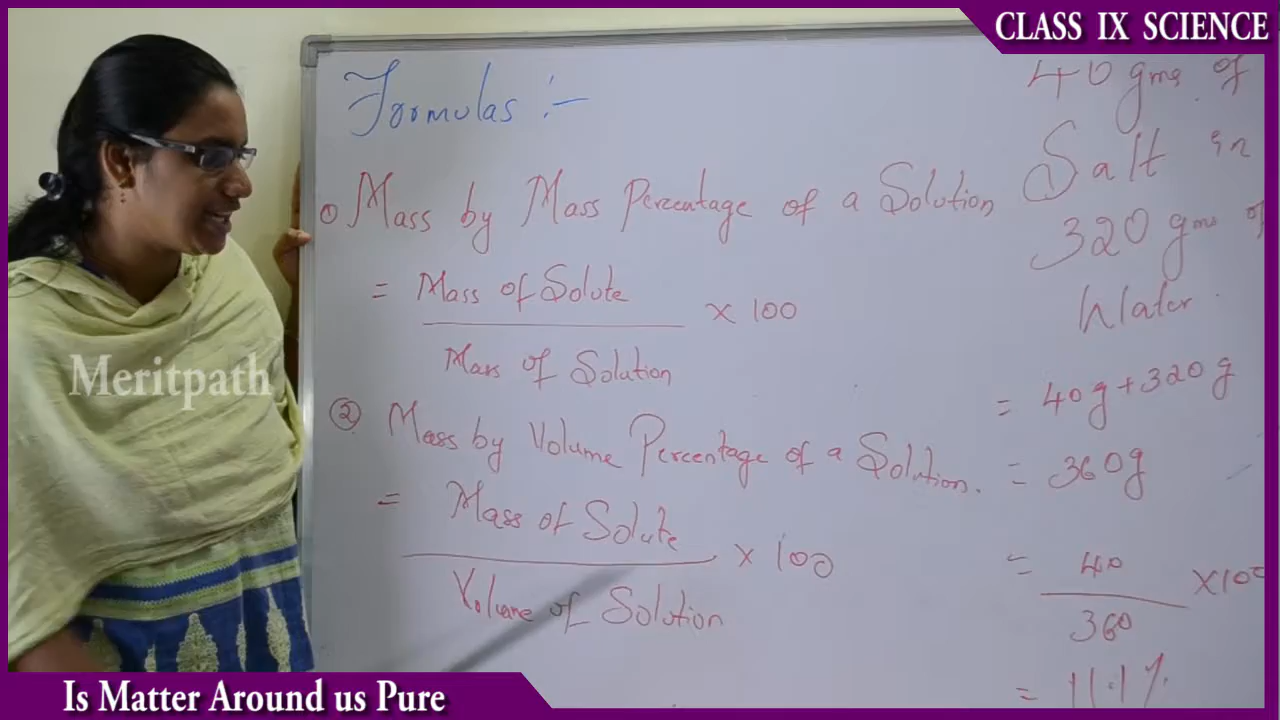 CLASS IX SCIENCE
Formulas :-
① Mass by Mass Percentage of a Solution
= Mass of Solute
x 100
Mass of Solution
② Mass by Volume Percentage of a Solution.
= Mass of Solute
x 100
Volume of Solution
40 gms of
Salt in
320 gms of
Water.
= 40g + 320g
= 360g
= 40
x 100
360
= 11.1%
Meritpath
Is Matter Around us Pure